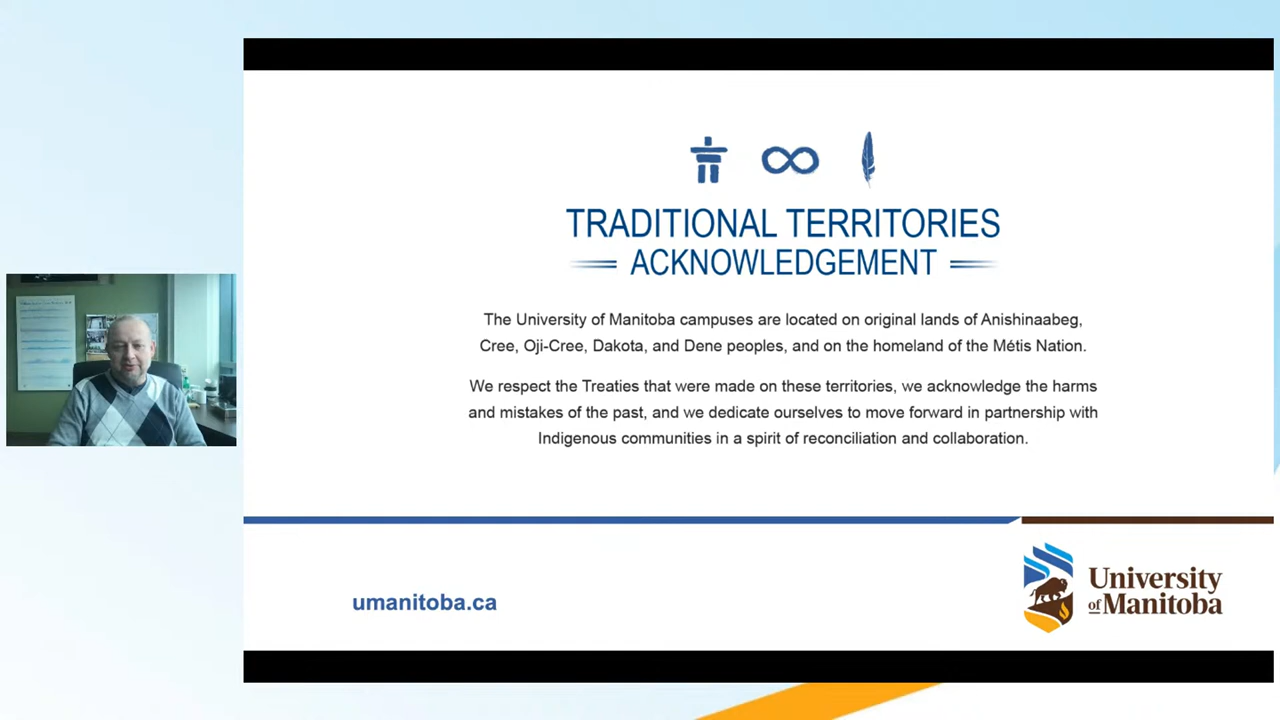 TRADITIONAL TERRITORIES
ACKNOWLEDGEMENT
The University of Manitoba campuses are located on original lands of Anishinaabeg,
Cree, Oji-Cree, Dakota, and Dene peoples, and on the homeland of the Métis Nation.
We respect the Treaties that were made on these territories, we acknowledge the harms
and mistakes of the past, and we dedicate ourselves to move forward in partnership with
Indigenous communities in a spirit of reconciliation and collaboration.
umanitoba.ca
University
of Manitoba